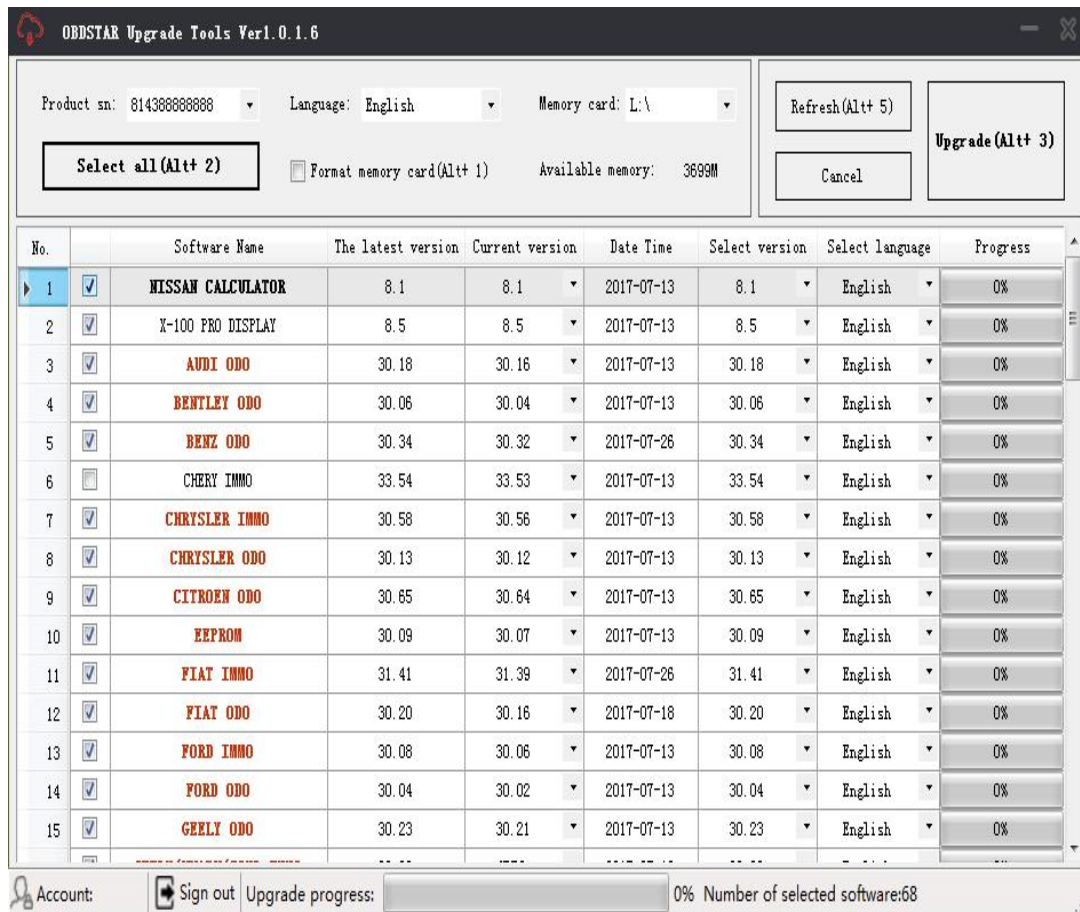 OBDSTAR Upgrade Tools Ver1.0.1.6
Product sn: 814388888888 Language: English Memory card: L:\ Refresh(Alt+ 5)
Upgrade(Alt+ 3)
Select all(Alt+ 2) Format memory card(Alt+ 1) Available memory: 3699M Cancel
No. Software Name The latest version Current version Date Time Select version Select language Progress
1 NISSAN CALCULATOR 8.1 8.1 2017-07-13 8.1 English 0%
2 X-100 PRO DISPLAY 8.5 8.5 2017-07-13 8.5 English 0%
3 AUDI ODO 30.18 30.16 2017-07-13 30.18 English 0%
4 BENTLEY ODO 30.06 30.04 2017-07-13 30.06 English 0%
5 BENZ ODO 30.34 30.32 2017-07-26 30.34 English 0%
6 CHERY IMMO 33.54 33.53 2017-07-13 33.54 English 0%
7 CHRYSLER IMMO 30.58 30.56 2017-07-13 30.58 English 0%
8 CHRYSLER ODO 30.13 30.12 2017-07-13 30.13 English 0%
9 CITROEN ODO 30.65 30.64 2017-07-13 30.65 English 0%
10 EEPROM 30.09 30.07 2017-07-13 30.09 English 0%
11 FIAT IMMO 31.41 31.39 2017-07-26 31.41 English 0%
12 FIAT ODO 30.20 30.16 2017-07-18 30.20 English 0%
13 FORD IMMO 30.08 30.06 2017-07-13 30.08 English 0%
14 FORD ODO 30.04 30.02 2017-07-13 30.04 English 0%
15 GEELY ODO 30.23 30.21 2017-07-13 30.23 English 0%
Account: Sign out Upgrade progress: 0% Number of selected software:68